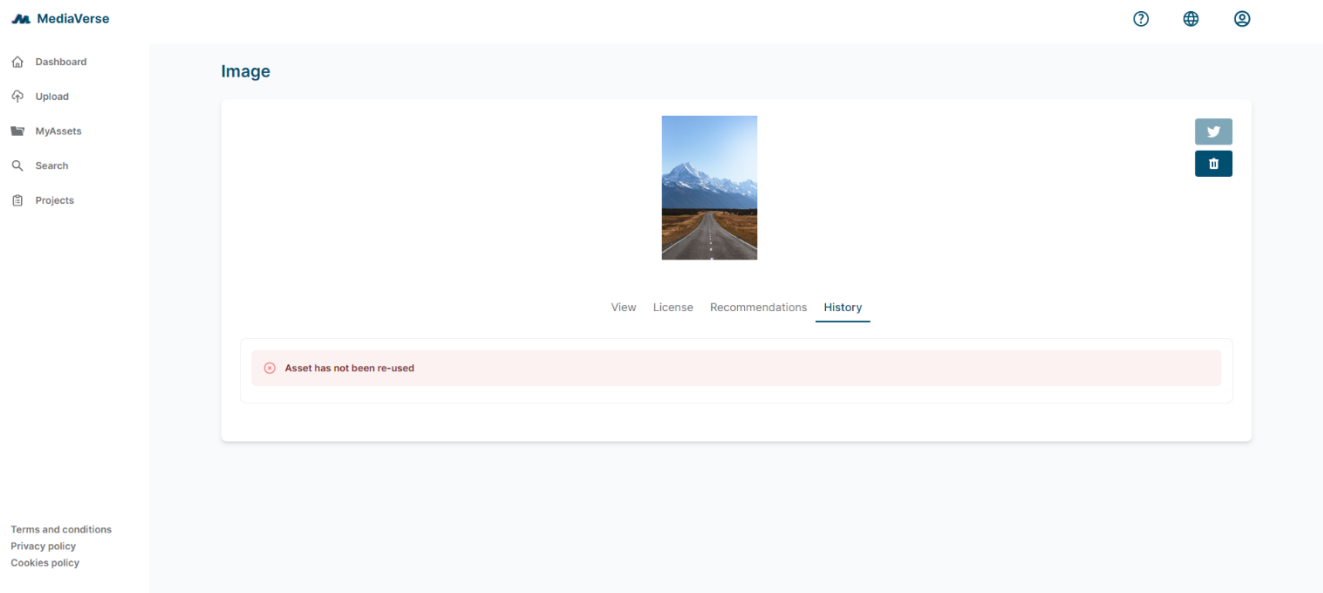 MediaVerse
Dashboard
Upload
MyAssets
Search
Projects
Image
View License Recommendations History
Asset has not been re-used
Terms and conditions
Privacy policy
Cookies policy